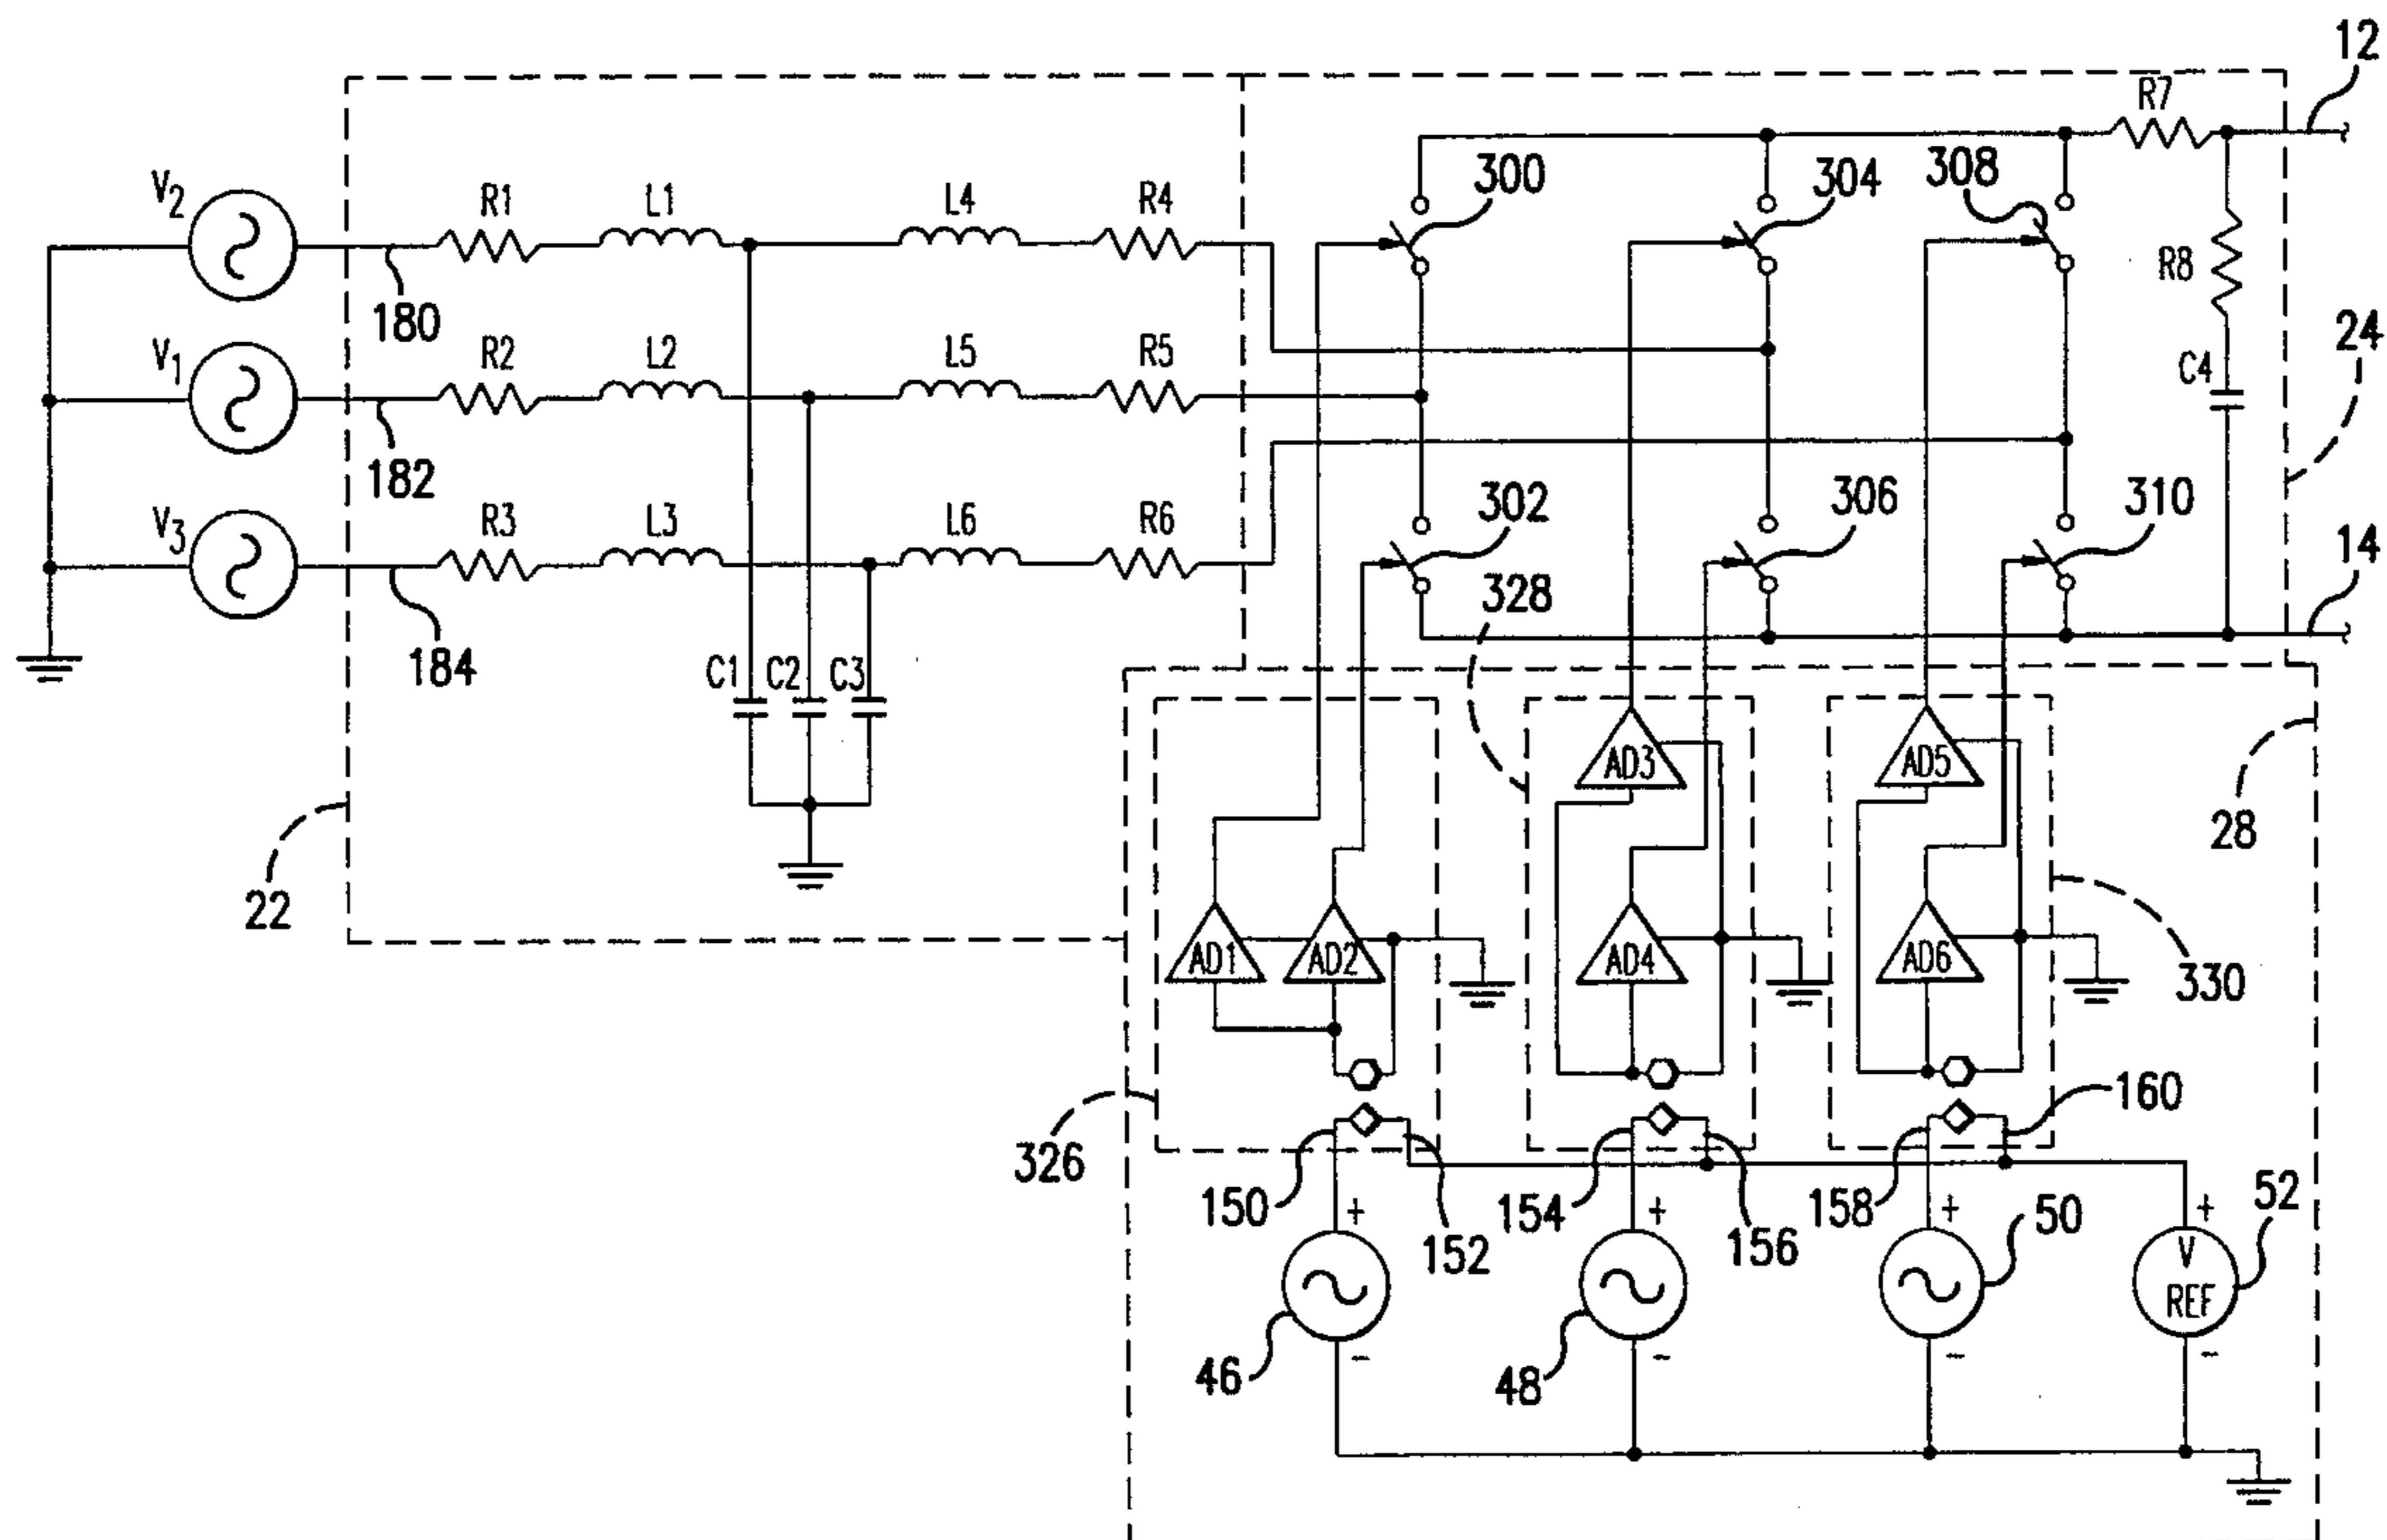 12
R7
V2
R1
L1
L4
R4
300
304
308
180
R8
V1
R2
L2
L5
R5
C4
24
182
V3
R3
L3
L6
R6
302
306
310
14
328
184
C1
C2
C3
AD3
AD5
28
22
AD1
AD2
AD4
AD6
330
160
326
150
152
154
156
158
50
52
+
+
+
+
V
REF
46
48
-
-
-
-